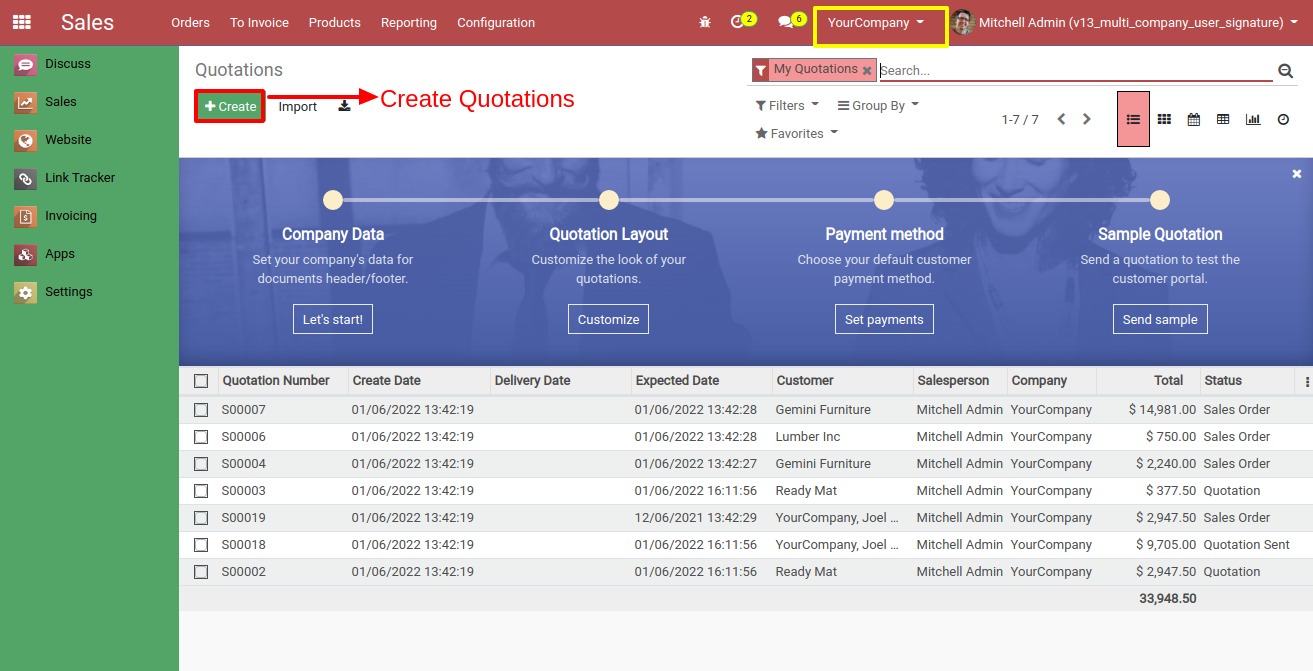 Sales Orders To Invoice Products Reporting Configuration 2 6 YourCompany Mitchell Admin (v13_multi_company_user_signature)
Discuss
Sales
Website
Link Tracker
Invoicing
Apps
Settings
Quotations
My Quotations Search...
Create Import Create Quotations
Filters Group By
Favorites
1-7 / 7
Company Data
Set your company's data for
documents header/footer.
Let's start!
Quotation Layout
Customize the look of your
quotations.
Customize
Payment method
Choose your default customer
payment method.
Set payments
Sample Quotation
Send a quotation to test the
customer portal.
Send sample
Quotation Number Create Date Delivery Date Expected Date Customer Salesperson Company Total Status
S00007 01/06/2022 13:42:19 01/06/2022 13:42:28 Gemini Furniture Mitchell Admin YourCompany $ 14,981.00 Sales Order
S00006 01/06/2022 13:42:19 01/06/2022 13:42:28 Lumber Inc Mitchell Admin YourCompany $ 750.00 Sales Order
S00004 01/06/2022 13:42:19 01/06/2022 13:42:27 Gemini Furniture Mitchell Admin YourCompany $ 2,240.00 Sales Order
S00003 01/06/2022 13:42:19 01/06/2022 16:11:56 Ready Mat Mitchell Admin YourCompany $ 377.50 Quotation
S00019 01/06/2022 13:42:19 12/06/2021 13:42:29 YourCompany, Joel ... Mitchell Admin YourCompany $ 2,947.50 Sales Order
S00018 01/06/2022 13:42:19 01/06/2022 16:11:56 YourCompany, Joel ... Mitchell Admin YourCompany $ 9,705.00 Quotation Sent
S00002 01/06/2022 13:42:19 01/06/2022 16:11:56 Ready Mat Mitchell Admin YourCompany $ 2,947.50 Quotation
33,948.50